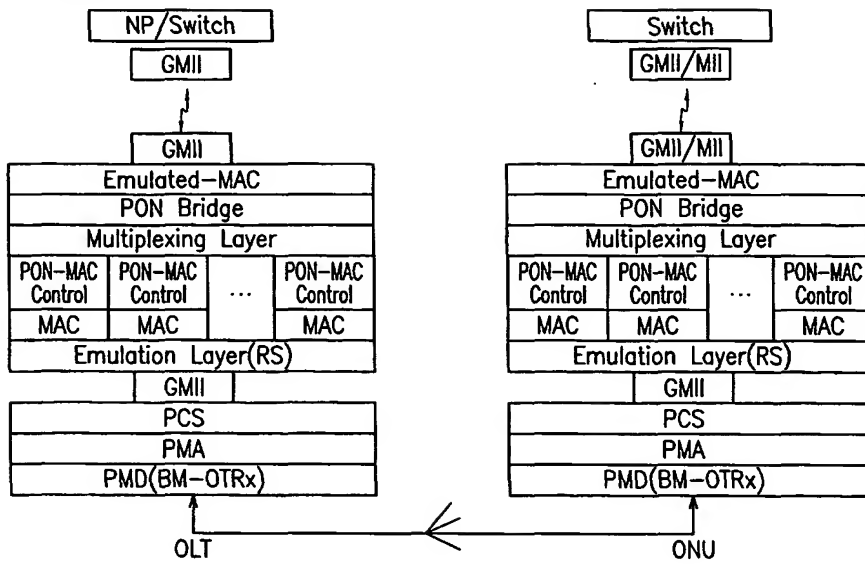 NP/Switch
GMII
GMII
Emulated-MAC
PON Bridge
Multiplexing Layer
PON-MAC Control
PON-MAC Control
...
PON-MAC Control
MAC
MAC
MAC
Emulation Layer(RS)
GMII
PCS
PMA
PMD(BM-OTRx)
OLT
Switch
GMII/MII
GMII/MII
Emulated-MAC
PON Bridge
Multiplexing Layer
PON-MAC Control
PON-MAC Control
...
PON-MAC Control
MAC
MAC
MAC
Emulation Layer(RS)
GMII
PCS
PMA
PMD(BM-OTRx)
ONU